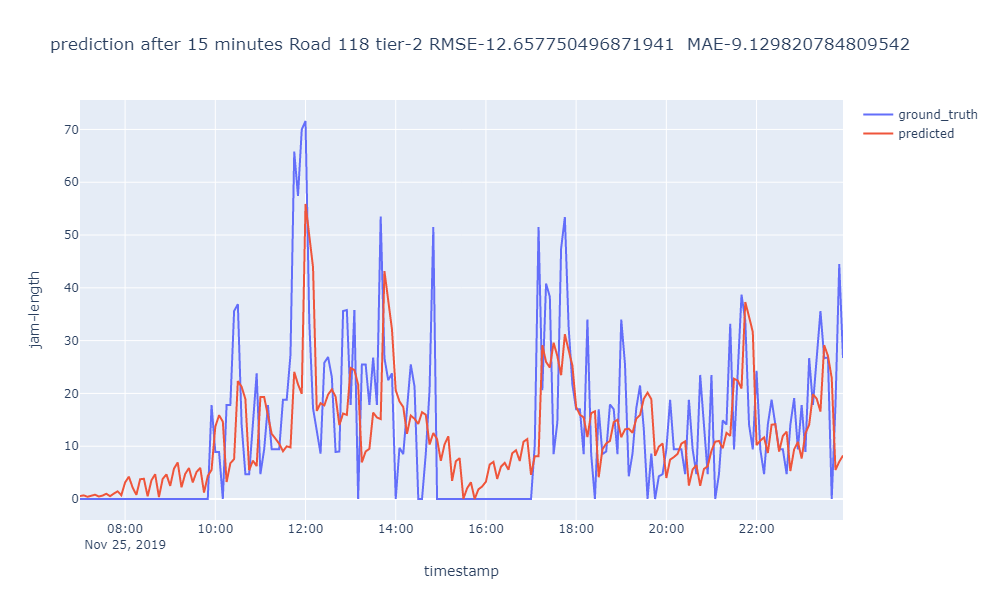 prediction after 15 minutes Road 118 tier-2 RMSE-12.657750496871941  MAE-9.129820784809542
ground_truth
predicted
70
60
50
40
30
20
10
0
jam-length
08:00 10:00 12:00 14:00 16:00 18:00 20:00 22:00
Nov 25, 2019
timestamp